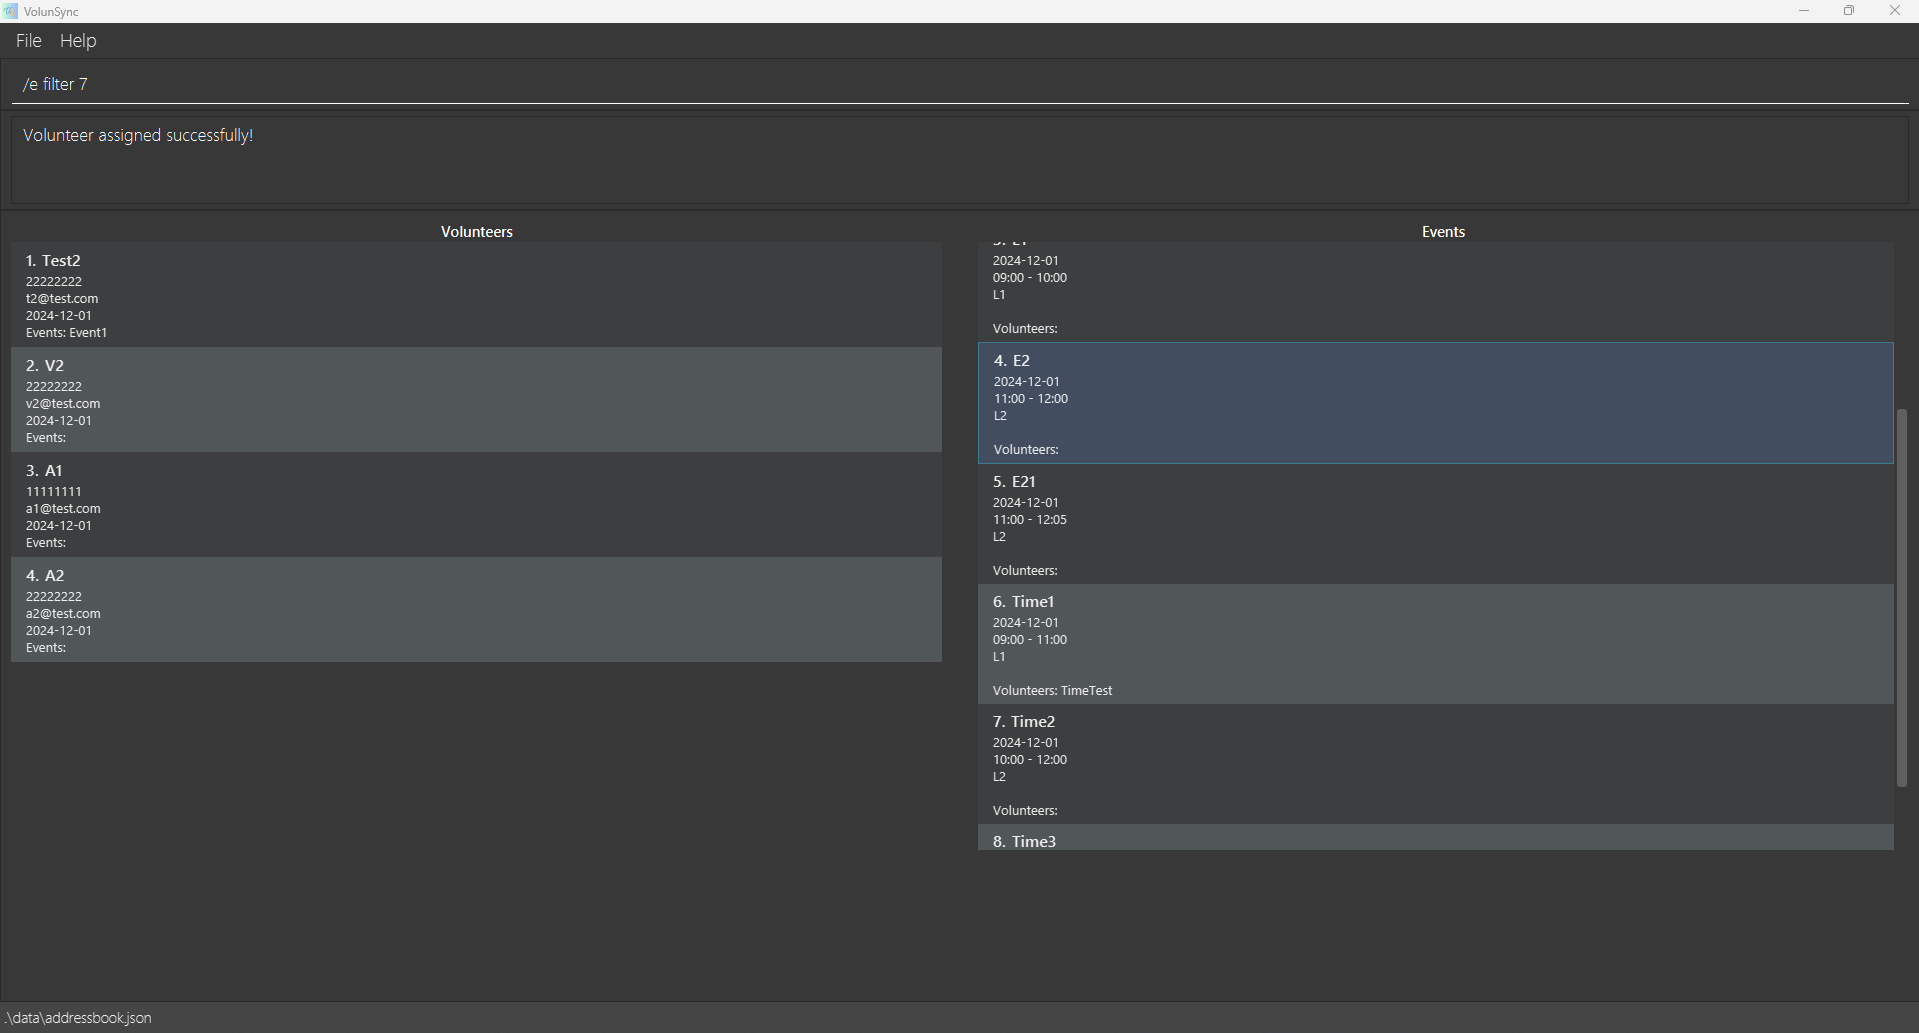 VolunSync
File Help
/e filter 7
Volunteer assigned successfully!
Volunteers
1. Test2
22222222
t2@test.com
2024-12-01
Events: Event1
2. V2
22222222
v2@test.com
2024-12-01
Events:
3. A1
11111111
a1@test.com
2024-12-01
Events:
4. A2
22222222
a2@test.com
2024-12-01
Events:
Events
2024-12-01
09:00 - 10:00
L1
Volunteers:
4. E2
2024-12-01
11:00 - 12:00
L2
Volunteers:
5. E21
2024-12-01
11:00 - 12:05
L2
Volunteers:
6. Time1
2024-12-01
09:00 - 11:00
L1
Volunteers: TimeTest
7. Time2
2024-12-01
10:00 - 12:00
L2
Volunteers:
8. Time3
.\data\addressbook.json